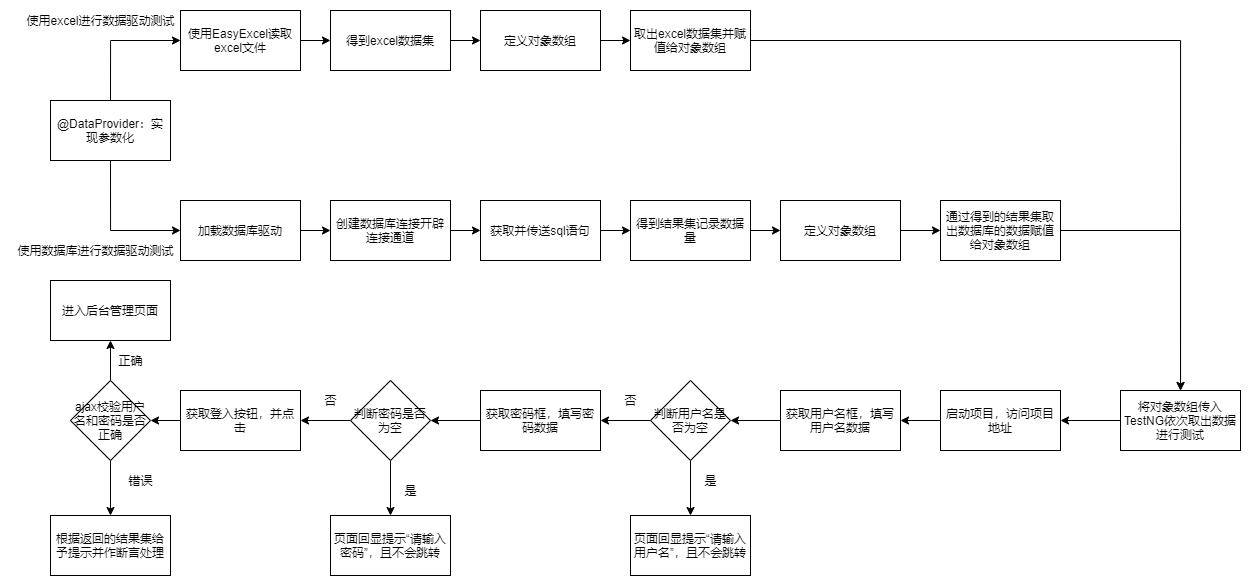 使用excel进行数据驱动测试
使用EasyExcel读取
excel文件
得到excel数据集
定义对象数组
取出excel数据集并赋
值给对象数组
@DataProvider：实
现参数化
使用数据库进行数据驱动测试
加载数据库驱动
创建数据库连接开辟
连接通道
获取并传送sql语句
得到结果集记录数据
量
定义对象数组
通过得到的结果集取
出数据库的数据赋值
给对象数组
进入后台管理页面
正确
ajax校验用户
名和密码是否
正确
获取登入按钮，并点
击
否
判断密码是否
为空
获取密码框，填写密
码数据
否
判断用户名是
否为空
获取用户名框，填写
用户名数据
启动项目，访问项目
地址
将对象数组传入
TestNG依次取出数据
进行测试
错误
是
是
根据返回的结果集给
予提示并作断言处理
页面回显提示“请输入
密码”，且不会跳转
页面回显提示“请输入
用户名”，且不会跳转